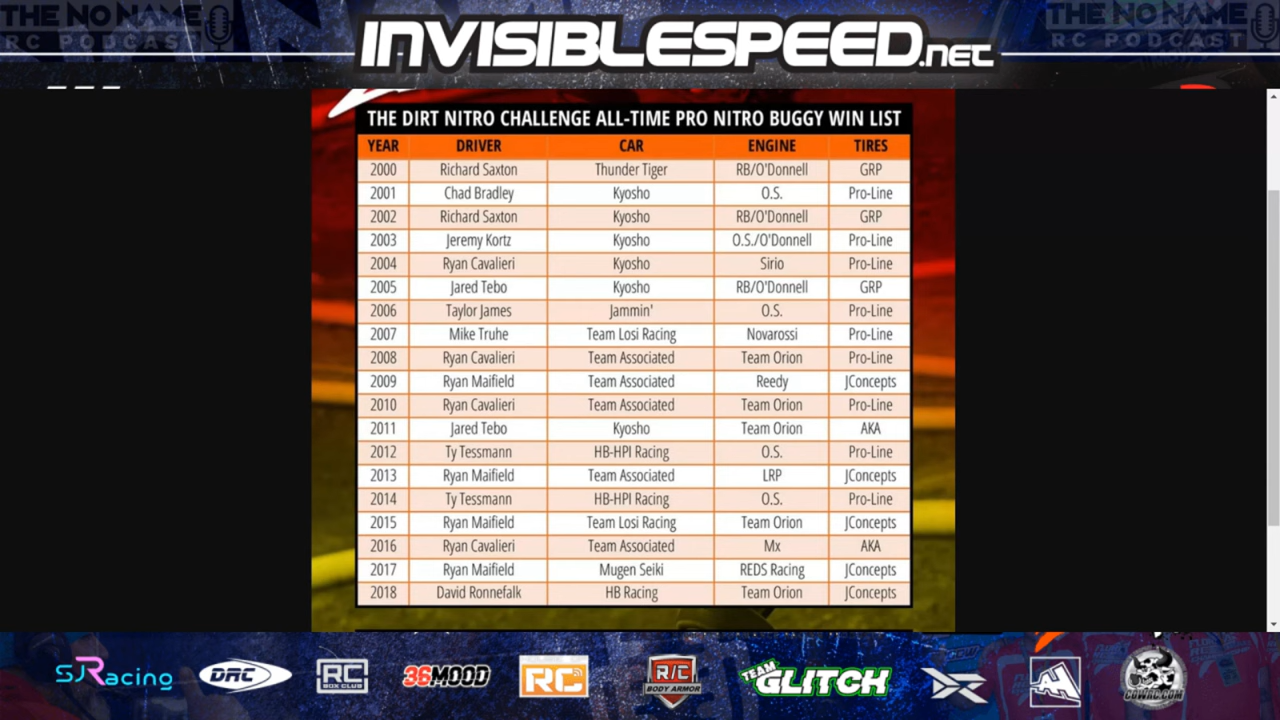 THE NO NAME
RC PODCAST
INVISIBLESPEED.net
THE NO NAME
RC PODCAST
THE DIRT NITRO CHALLENGE ALL-TIME PRO NITRO BUGGY WIN LIST
YEAR DRIVER CAR ENGINE TIRES
2000 Richard Saxton Thunder Tiger RB/O'Donnell GRP
2001 Chad Bradley Kyosho O.S. Pro-Line
2002 Richard Saxton Kyosho RB/O'Donnell GRP
2003 Jeremy Kortz Kyosho O.S./O'Donnell Pro-Line
2004 Ryan Cavalieri Kyosho Sirio Pro-Line
2005 Jared Tebo Kyosho RB/O'Donnell GRP
2006 Taylor James Jammin' O.S. Pro-Line
2007 Mike Truhe Team Losi Racing Novarossi Pro-Line
2008 Ryan Cavalieri Team Associated Team Orion Pro-Line
2009 Ryan Maifield Team Associated Reedy JConcepts
2010 Ryan Cavalieri Team Associated Team Orion Pro-Line
2011 Jared Tebo Kyosho Team Orion AKA
2012 Ty Tessmann HB-HPI Racing O.S. Pro-Line
2013 Ryan Maifield Team Associated LRP JConcepts
2014 Ty Tessmann HB-HPI Racing O.S. Pro-Line
2015 Ryan Maifield Team Losi Racing Team Orion JConcepts
2016 Ryan Cavalieri Team Associated Mx AKA
2017 Ryan Maifield Mugen Seiki REDS Racing JConcepts
2018 David Ronnefalk HB Racing Team Orion JConcepts
SJRacing
DRC
RC
BOX CLUB
36MOOD
RC
R/C
BODY ARMOR
TEAM
GLITCH
COWRC.COM